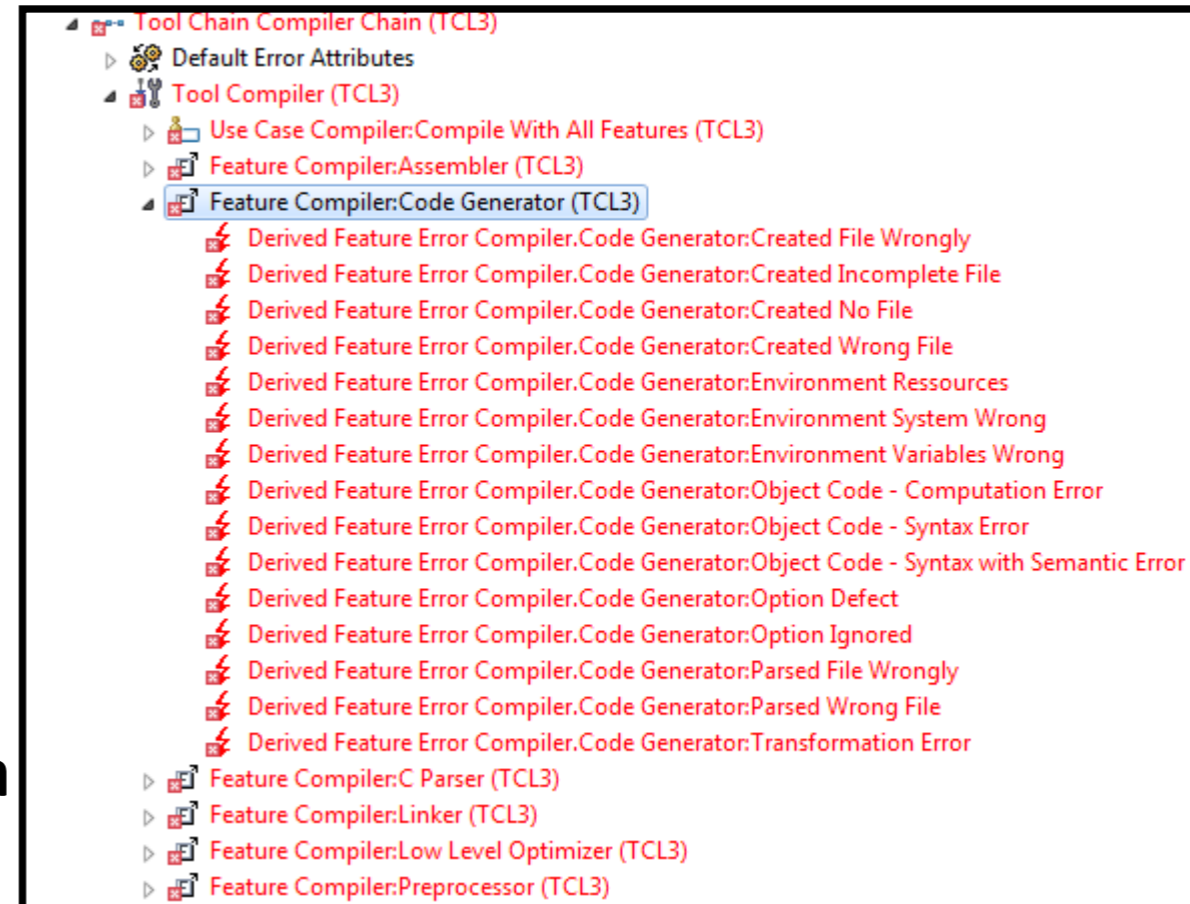 Tool Chain Compiler Chain (TCL3)
Default Error Attributes
Tool Compiler (TCL3)
Use Case Compiler:Compile With All Features (TCL3)
Feature Compiler:Assembler (TCL3)
Feature Compiler:Code Generator (TCL3)
Derived Feature Error Compiler.Code Generator:Created File Wrongly
Derived Feature Error Compiler.Code Generator:Created Incomplete File
Derived Feature Error Compiler.Code Generator:Created No File
Derived Feature Error Compiler.Code Generator:Created Wrong File
Derived Feature Error Compiler.Code Generator:Environment Ressources
Derived Feature Error Compiler.Code Generator:Environment System Wrong
Derived Feature Error Compiler.Code Generator:Environment Variables Wrong
Derived Feature Error Compiler.Code Generator:Object Code - Computation Error
Derived Feature Error Compiler.Code Generator:Object Code - Syntax Error
Derived Feature Error Compiler.Code Generator:Object Code - Syntax with Semantic Error
Derived Feature Error Compiler.Code Generator:Option Defect
Derived Feature Error Compiler.Code Generator:Option Ignored
Derived Feature Error Compiler.Code Generator:Parsed File Wrongly
Derived Feature Error Compiler.Code Generator:Parsed Wrong File
Derived Feature Error Compiler.Code Generator:Transformation Error
Feature Compiler:C Parser (TCL3)
Feature Compiler:Linker (TCL3)
Feature Compiler:Low Level Optimizer (TCL3)
Feature Compiler:Preprocessor (TCL3)